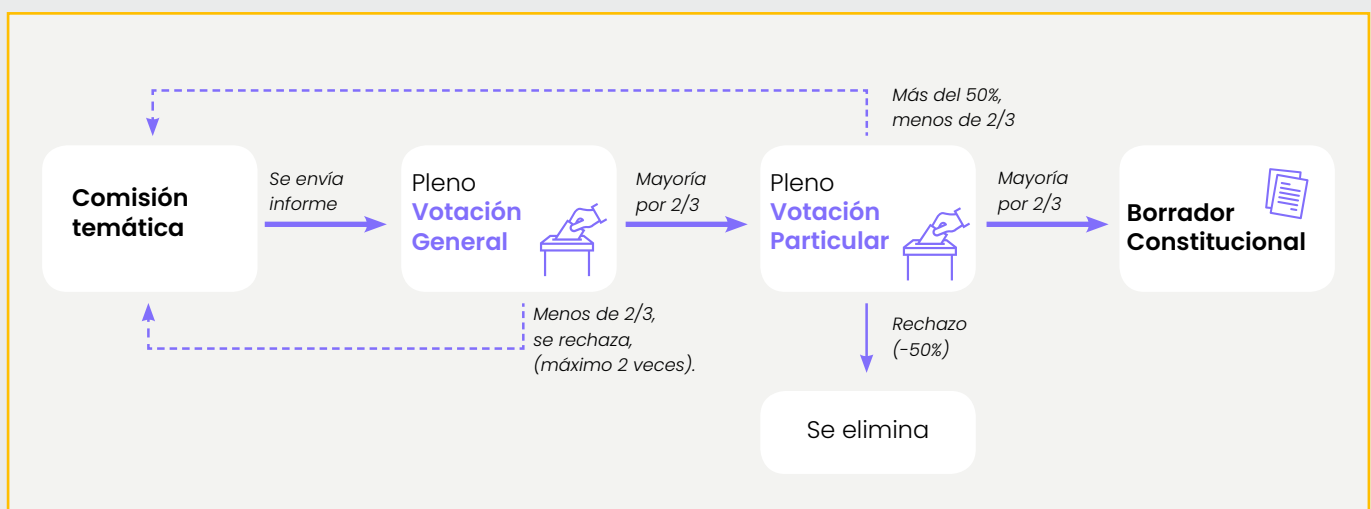 Más del 50%,
menos de 2/3
Comisión
temática
Se envía
informe
Pleno
Votación
General
Mayoría
por 2/3
Pleno
Votación
Particular
Mayoría
por 2/3
Borrador
Constitucional
Menos de 2/3,
se rechaza,
(máximo 2 veces).
Rechazo
(-50%)
Se elimina